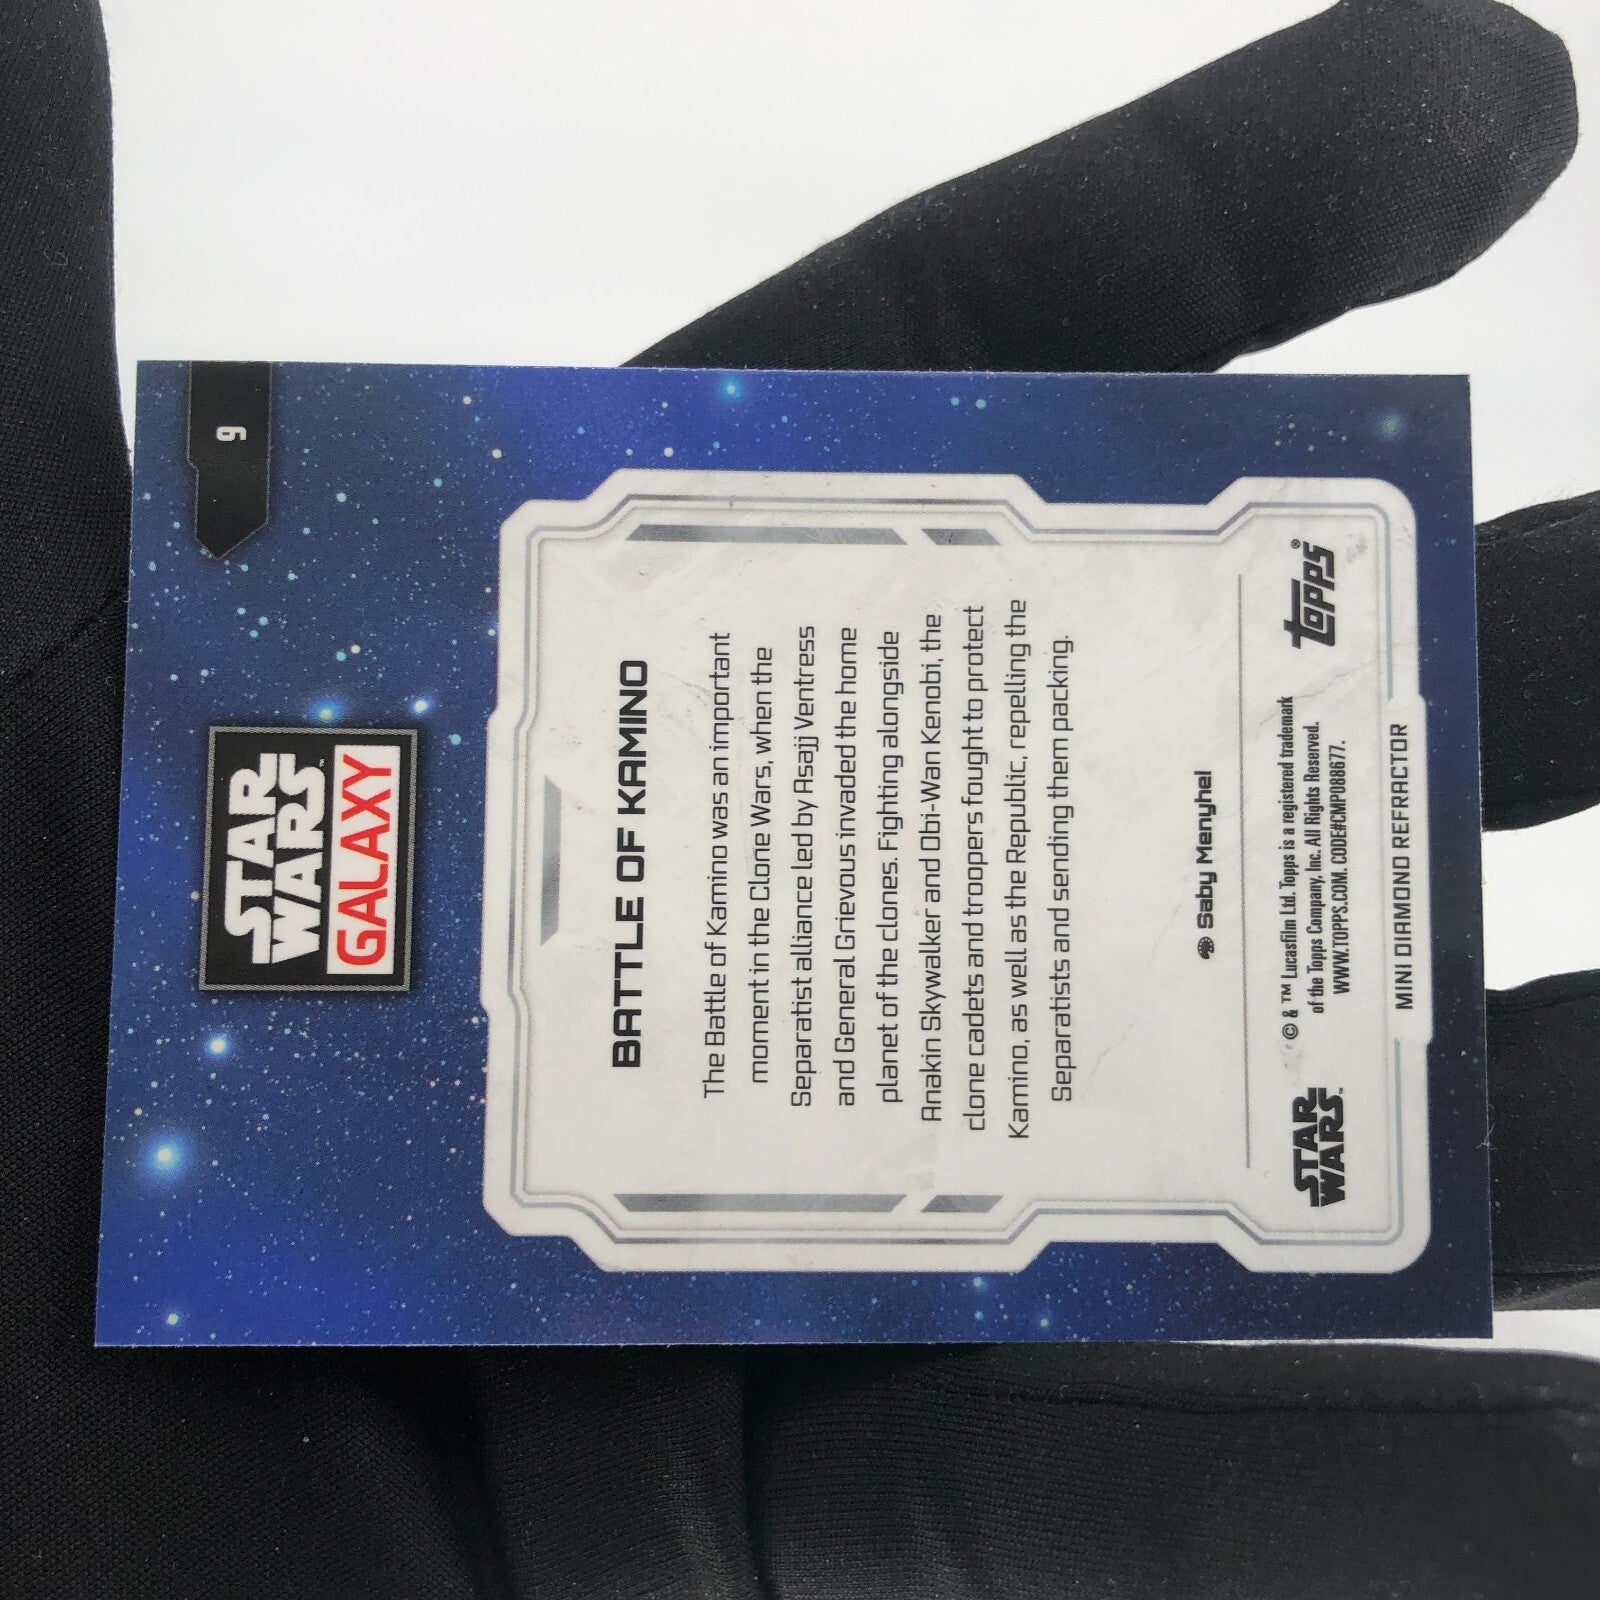 9
STAR
WARS
GALAXY
BATTLE OF KAMINO
The Battle of Kamino was an important
moment in the Clone Wars, when the
Separatist alliance led by Asajj Ventress
and General Grievous invaded the home
planet of the clones. Fighting alongside
Anakin Skywalker and Obi-Wan Kenobi, the
clone cadets and troopers fought to protect
Kamino, as well as the Republic, repelling the
Separatists and sending them packing.
Saby Menyhei
STAR
WARS™
© & ™ Lucasfilm Ltd. Topps is a registered trademark
of the Topps Company, Inc. All Rights Reserved.
WWW.TOPPS.COM. CODE#CMP088677.
topps®
MINI DIAMOND REFRACTOR